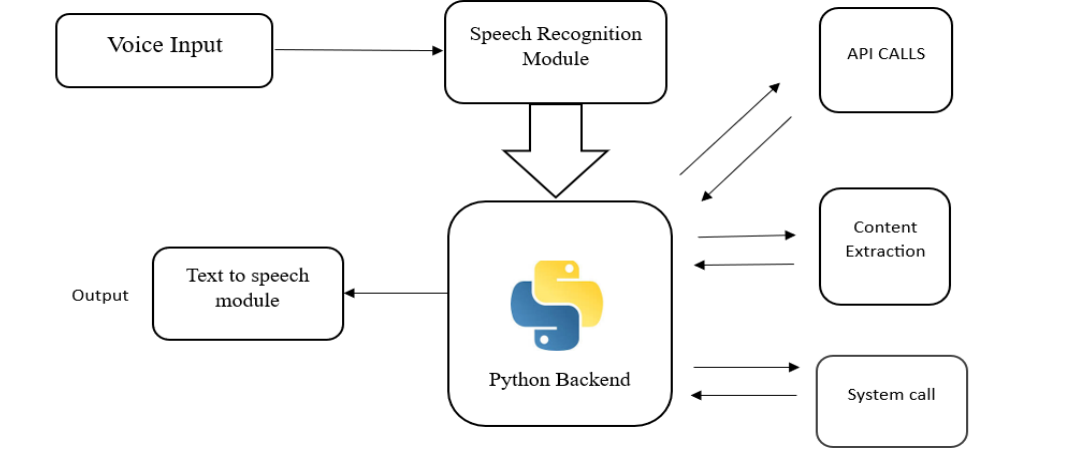 Voice Input
Speech Recognition
Module
API CALLS
Content
Extraction
Text to speech
module
Output
Python Backend
System call